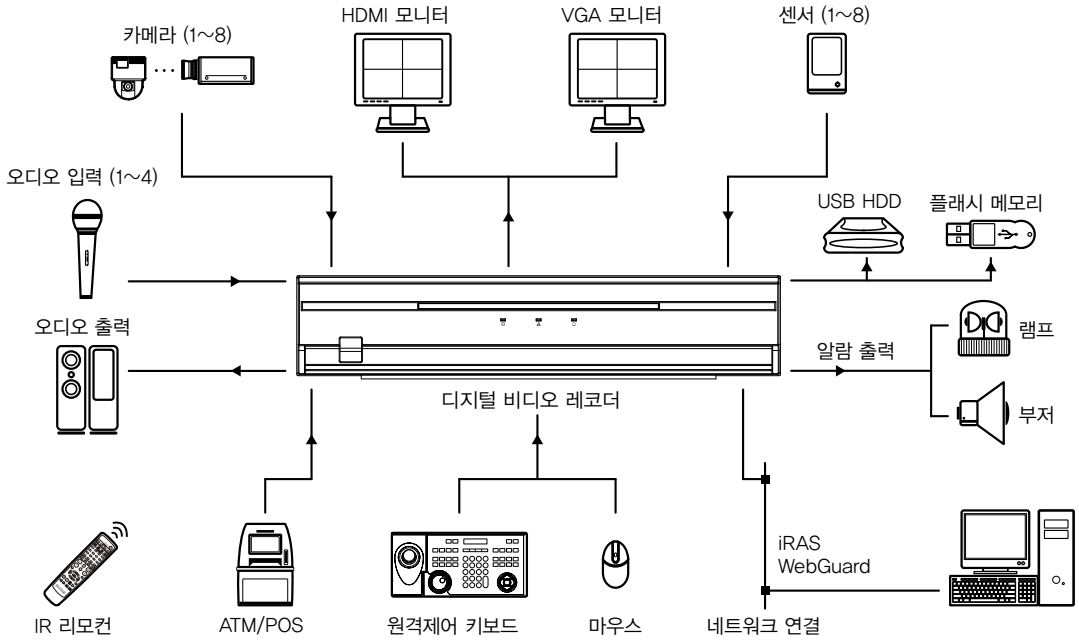 HDMI 모니터
VGA 모니터
센서 (1~8)
카메라 (1~8)
오디오 입력 (1~4)
USB HDD
플래시 메모리
오디오 출력
램프
알람 출력
디지털 비디오 레코더
부저
iRAS
WebGuard
IR 리모컨
ATM/POS
원격제어 키보드
마우스
네트워크 연결